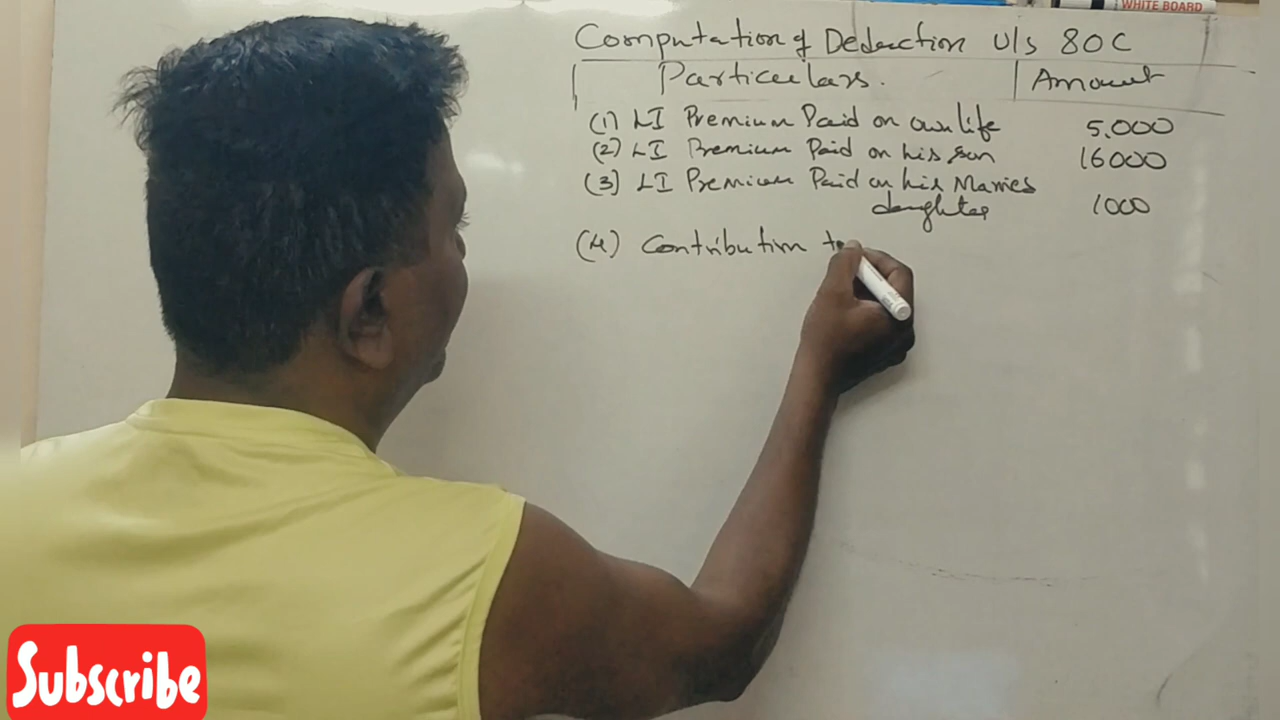 WHITE BOARD
Computation of Deduction U/s 80C
Particulars. Amount
(1) LI Premium Paid on own life 5,000
(2) LI Premium Paid on his son 16000
(3) LI Premium Paid on his Marries
daughter 1000
(4) Contribution to
Subscribe